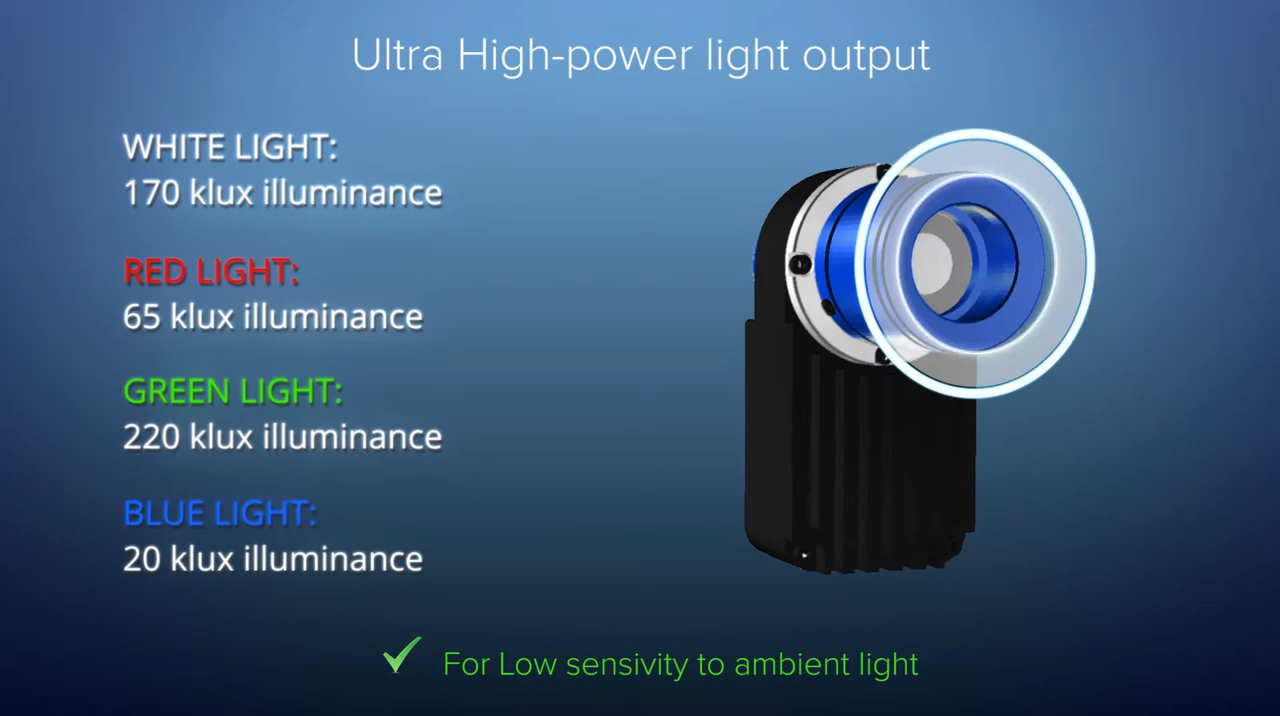 Ultra High-power light output
WHITE LIGHT:
170 klux illuminance
RED LIGHT:
65 klux illuminance
GREEN LIGHT:
220 klux illuminance
BLUE LIGHT:
20 klux illuminance
For Low sensivity to ambient light